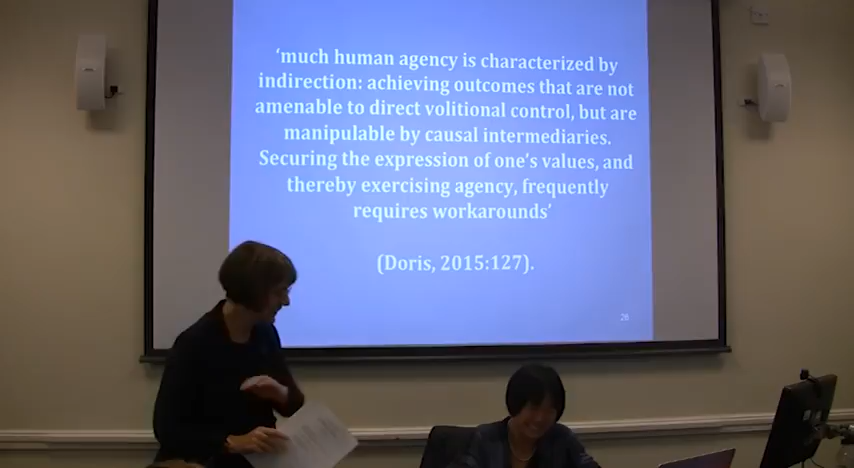 ‘much human agency is characterized by
indirection: achieving outcomes that are not
amenable to direct volitional control, but are
manipulable by causal intermediaries.
Securing the expression of one’s values, and
thereby exercising agency, frequently
requires workarounds’
(Doris, 2015:127).
26